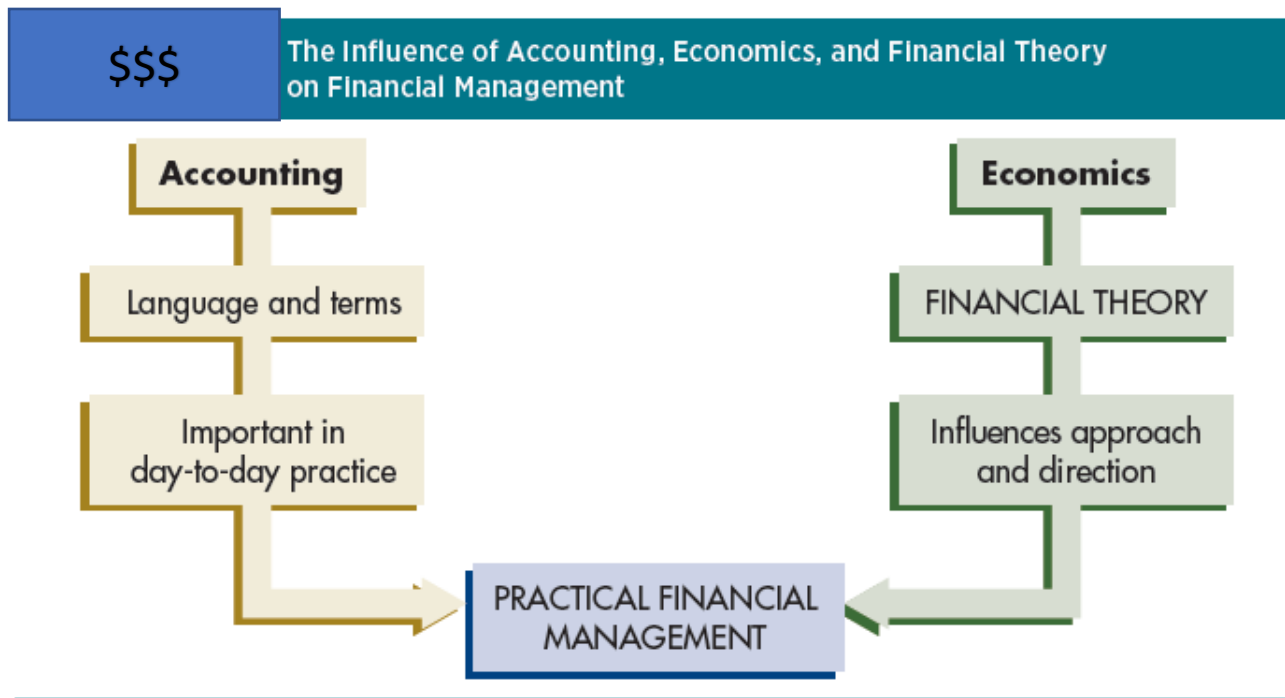 $$$
The Influence of Accounting, Economics, and Financial Theory
on Financial Management
Accounting
Language and terms
Important in
day-to-day practice
Economics
FINANCIAL THEORY
Influences approach
and direction
PRACTICAL FINANCIAL
MANAGEMENT